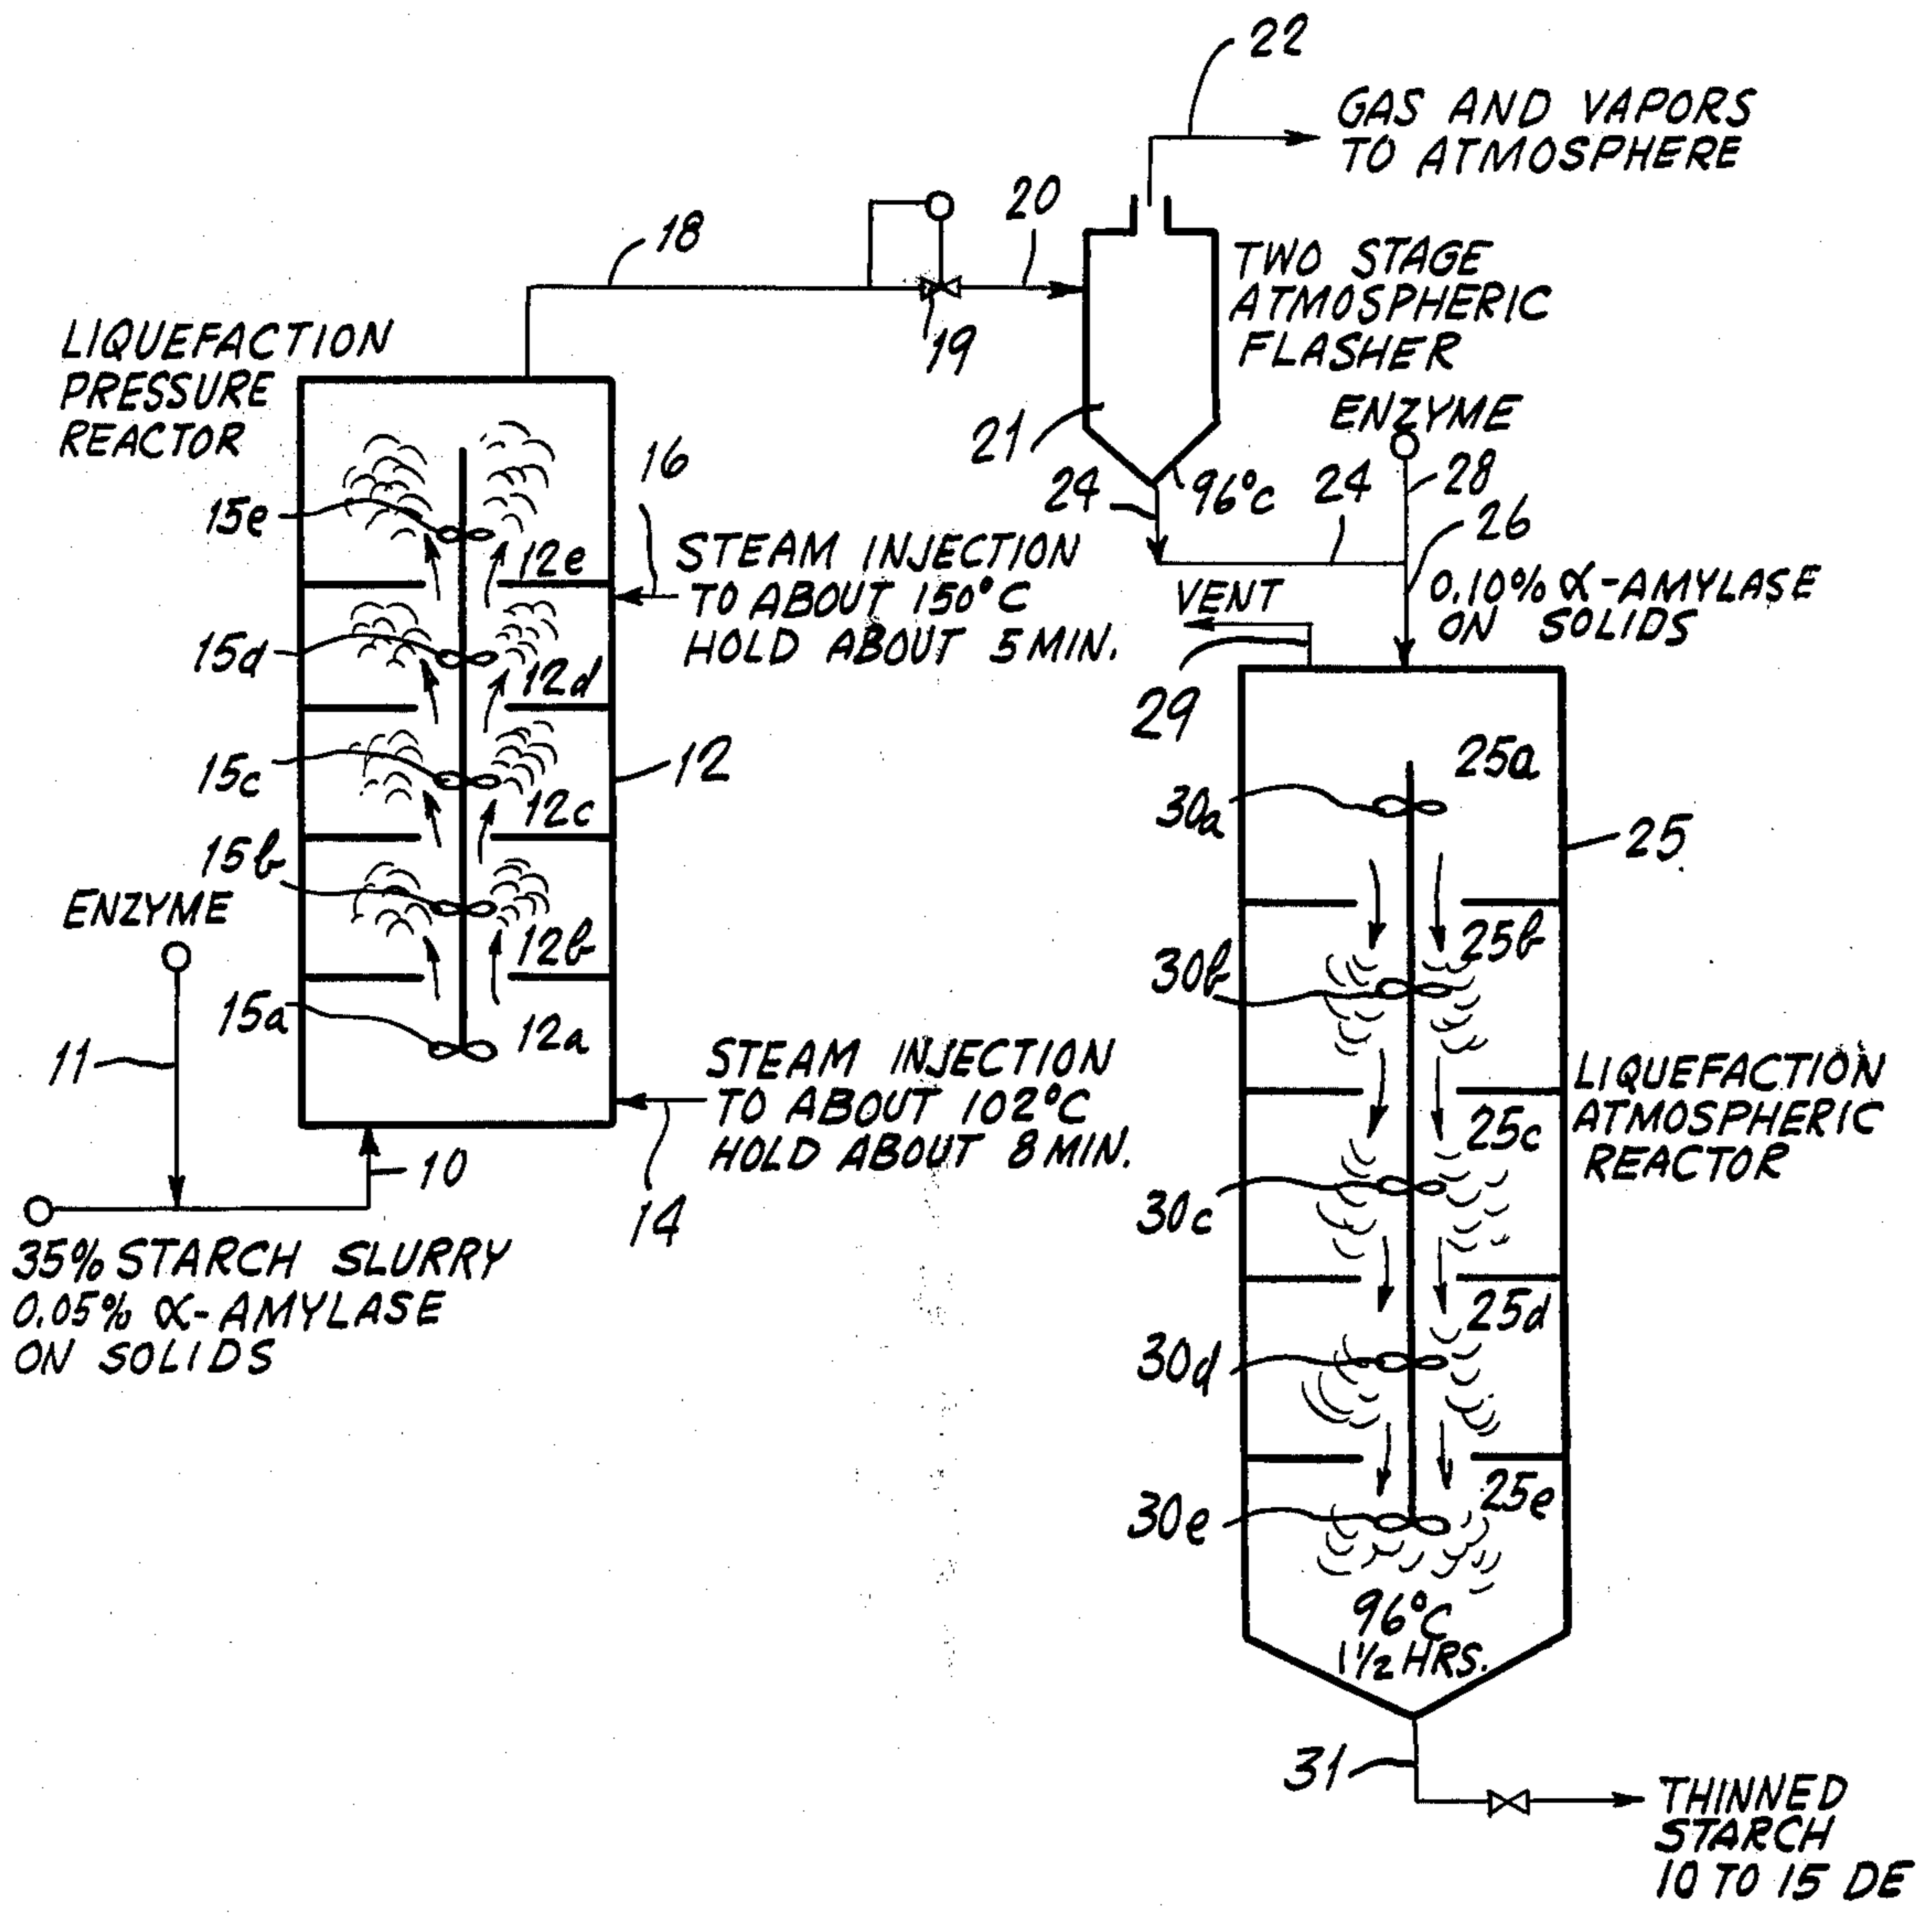 22
GAS AND VAPORS
TO ATMOSPHERE
20
18
19
TWO STAGE
ATMOSPHERIC
FLASHER
LIQUEFACTION
PRESSURE
REACTOR
21
96°C
24
24
ENZYME
28
26
0.10% α-AMYLASE
ON SOLIDS
16
STEAM INJECTION
TO ABOUT 150°C
HOLD ABOUT 5 MIN.
15e
12e
15d
12d
15c
12c
12
15b
12b
15a
12a
VENT
29
25a
30a
25
25b
30b
25c
30c
25d
30d
25e
30e
LIQUEFACTION
ATMOSPHERIC
REACTOR
ENZYME
11
10
STEAM INJECTION
TO ABOUT 102°C
HOLD ABOUT 8 MIN.
14
35% STARCH SLURRY
0.05% α-AMYLASE
ON SOLIDS
96°C
1 1/2 HRS.
31
THINNED
STARCH
10 TO 15 DE